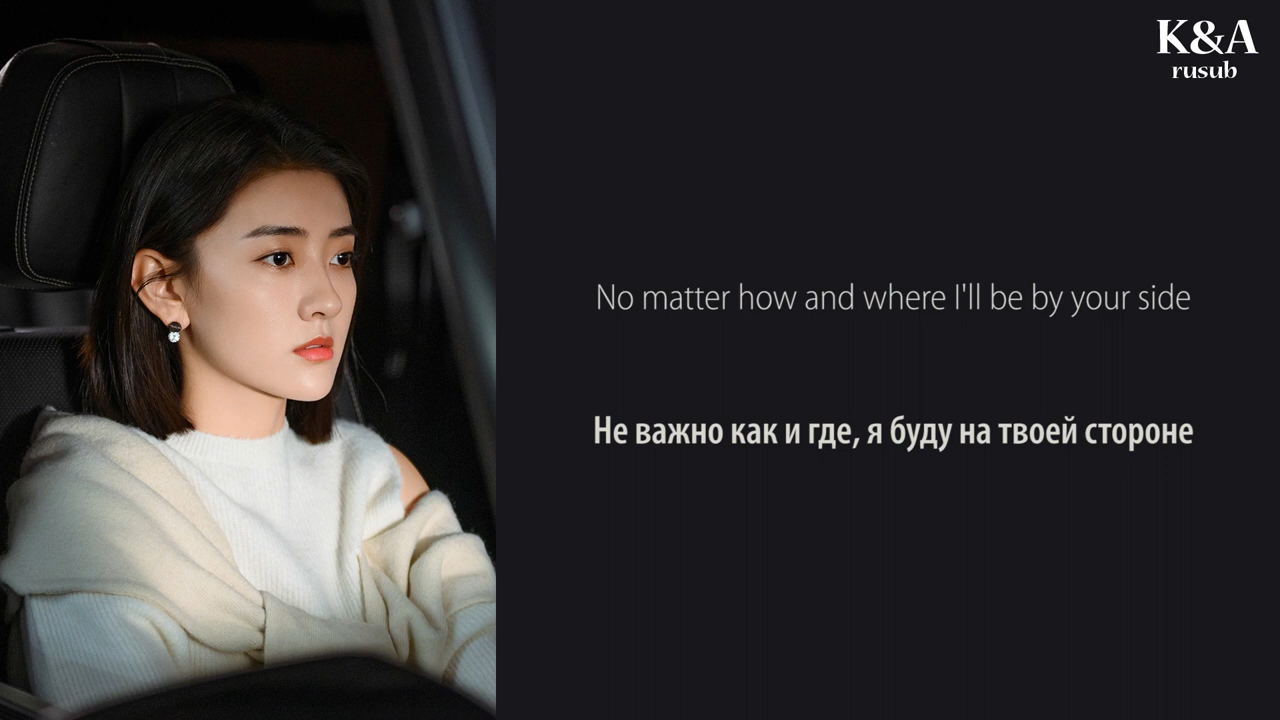 K&A
rusub
No matter how and where I'll be by your side
Не важно как и где, я буду на твоей стороне